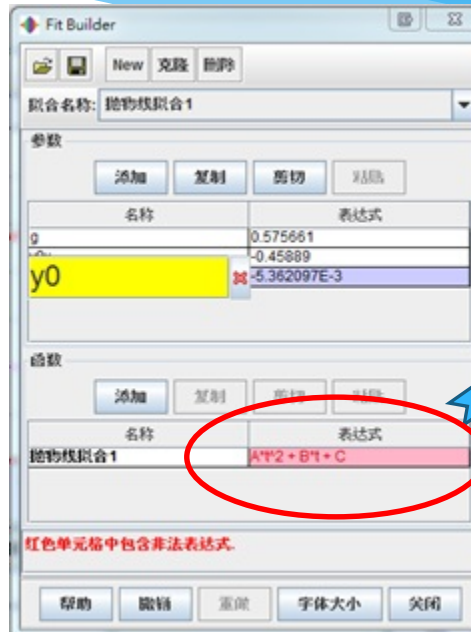 Fit Builder
New 克隆 删除
拟合名称: 抛物线拟合1
参数
添加 复制 剪切 粘贴
名称 表达式
g 0.575661
-0.45889
y0 -5.362097E-3
函数
添加 复制 剪切 粘贴
名称 表达式
抛物线拟合1 A*t^2 + B*t + C
红色单元格中包含非法表达式.
帮助 撤销 重做 字体大小 关闭